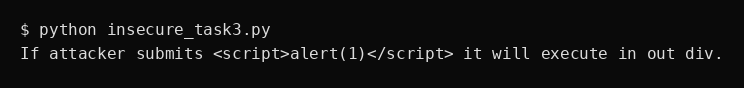 $ python insecure_task3.py
If attacker submits <script>alert(1)</script> it will execute in out div.